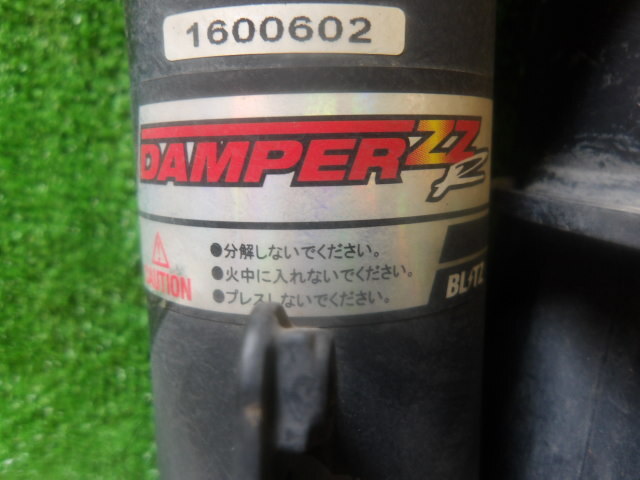 1600602
DAMPER ZZ R
●分解しないでください。
●火中に入れないでください。
●プレスしないでください。
CAUTION
BLITZ